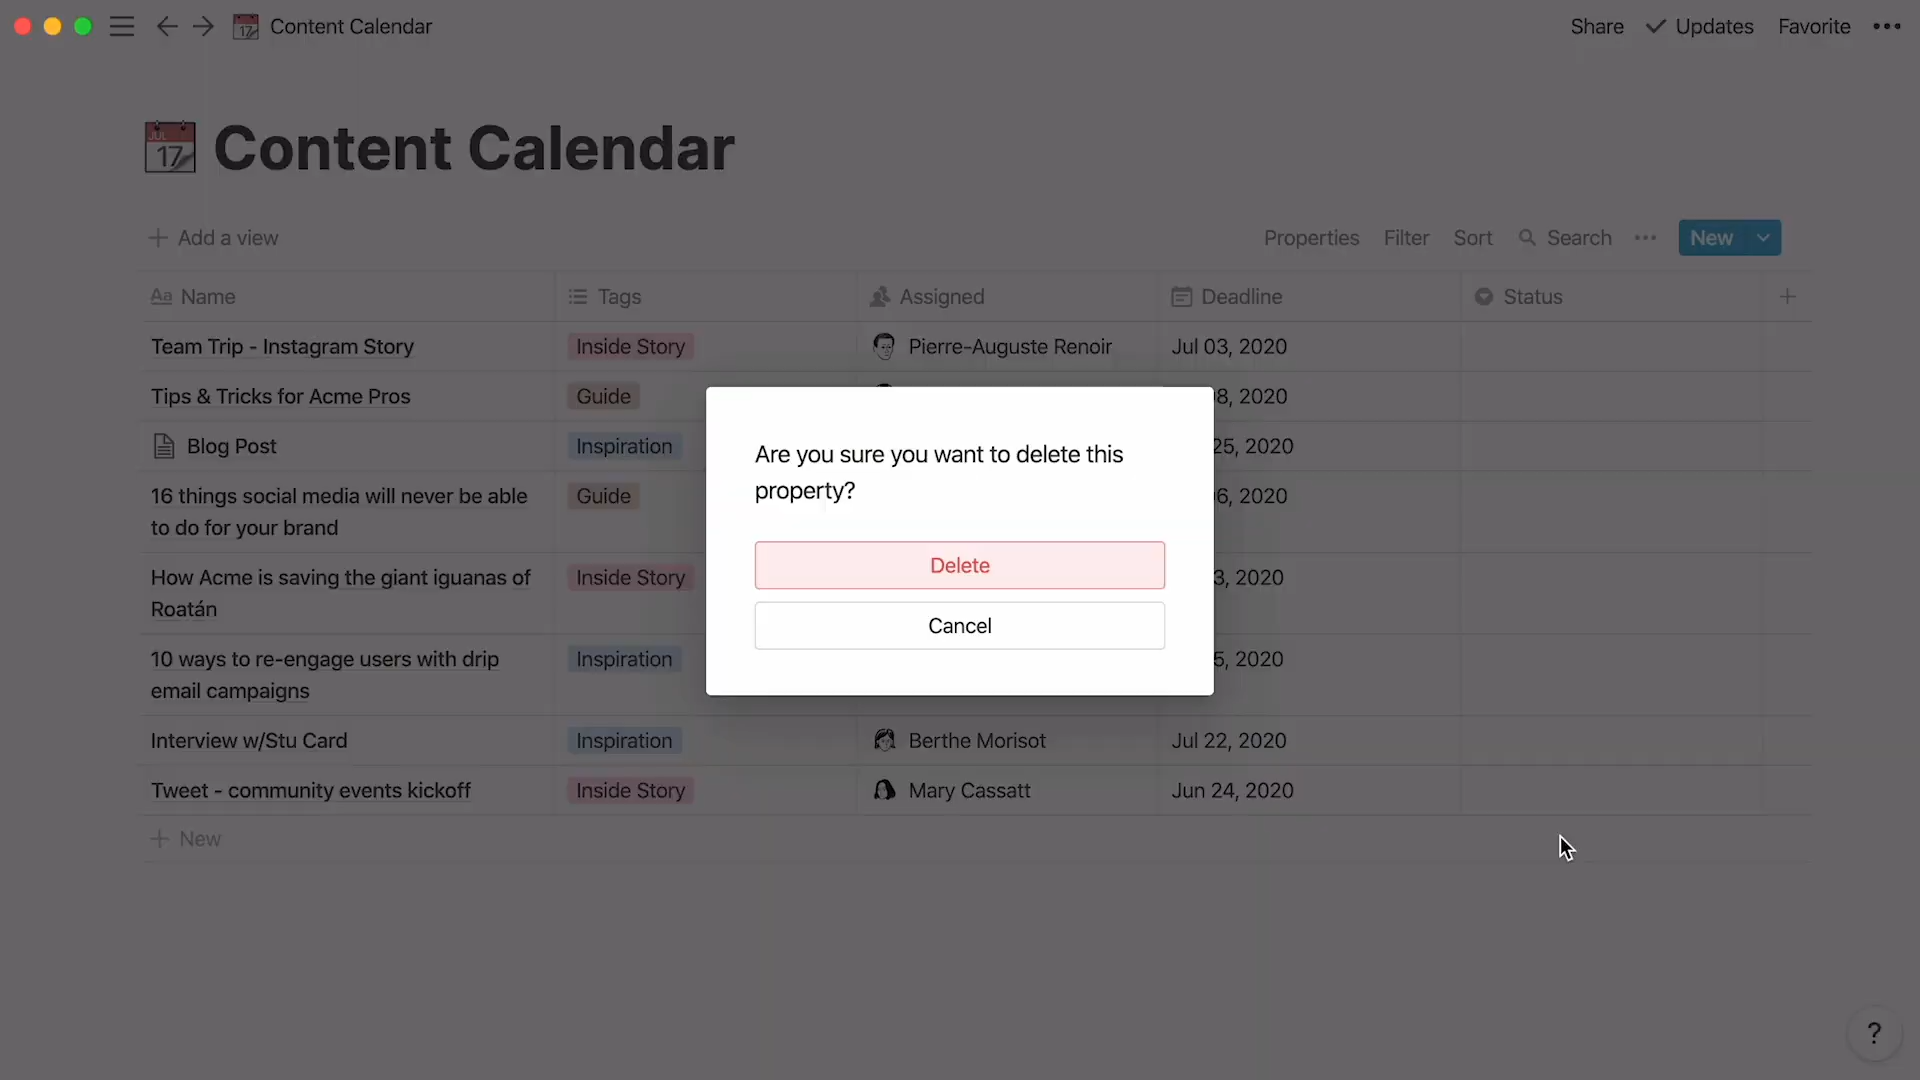 Content Calendar
Share
Updates
Favorite
JUL
17
Content Calendar
Add a view
Properties
Filter
Sort
Search
New
Aa Name
Tags
Assigned
Deadline
Status
Team Trip - Instagram Story
Inside Story
Pierre-Auguste Renoir
Jul 03, 2020
Tips & Tricks for Acme Pros
Guide
8, 2020
Blog Post
Inspiration
25, 2020
16 things social media will never be able
to do for your brand
Guide
6, 2020
How Acme is saving the giant iguanas of
Roatán
Inside Story
3, 2020
10 ways to re-engage users with drip
email campaigns
Inspiration
5, 2020
Interview w/Stu Card
Inspiration
Berthe Morisot
Jul 22, 2020
Tweet - community events kickoff
Inside Story
Mary Cassatt
Jun 24, 2020
New
Are you sure you want to delete this
property?
Delete
Cancel
?